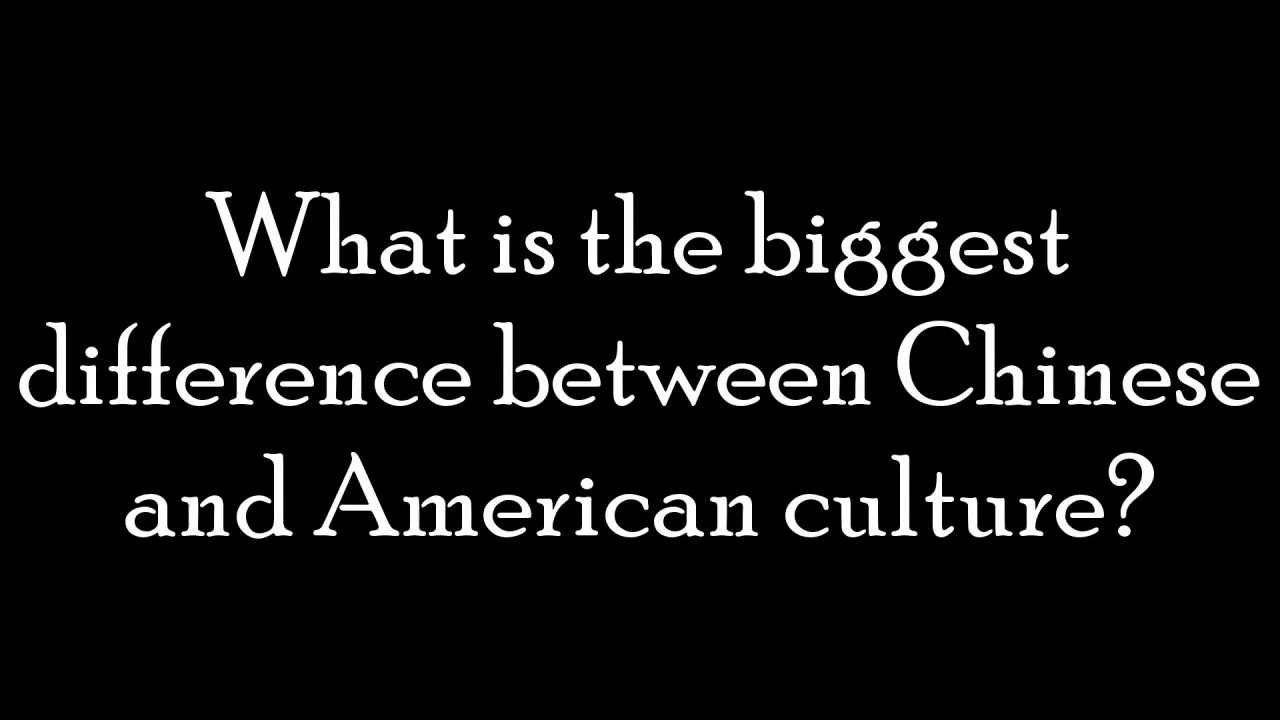 What is the biggest
difference between Chinese
and American culture?